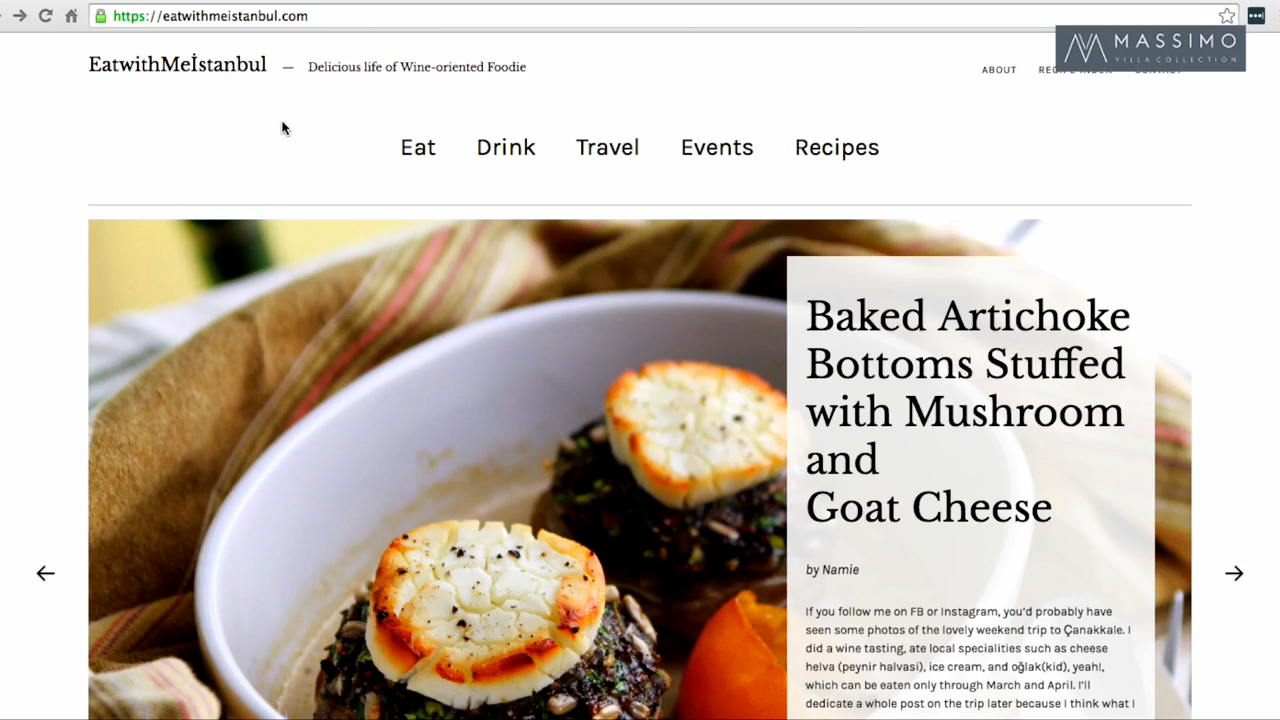 https://eatwithmeistanbul.com
MASSIMO
VILLA COLLECTION
EatwithMeİstanbul — Delicious life of Wine-oriented Foodie
ABOUT
Eat Drink Travel Events Recipes
Baked Artichoke
Bottoms Stuffed
with Mushroom
and
Goat Cheese
by Namie
If you follow me on FB or Instagram, you'd probably have
seen some photos of the lovely weekend trip to Çanakkale. I
did a wine tasting, ate local specialities such as cheese
helva (peynir halvasi), ice cream, and oğlak(kid), yeah!,
which can be eaten only through March and April. I'll
dedicate a whole post on the trip later because I think what I